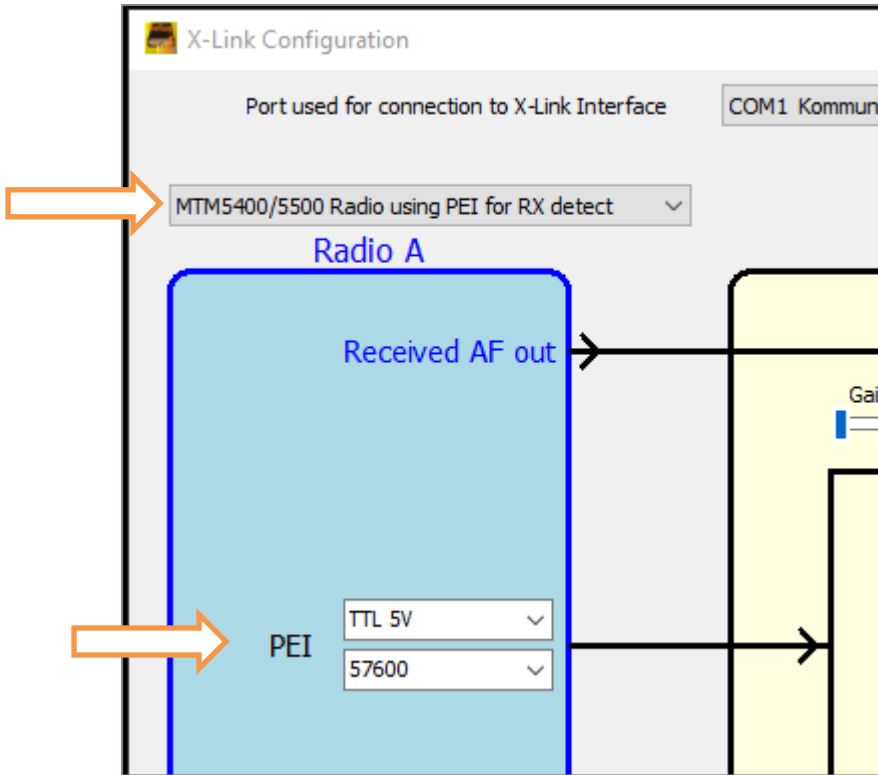 X-Link Configuration
Port used for connection to X-Link Interface
COM1 Kommun
MTM5400/5500 Radio using PEI for RX detect
Radio A
Received AF out
Gai
PEI
TTL 5V
57600